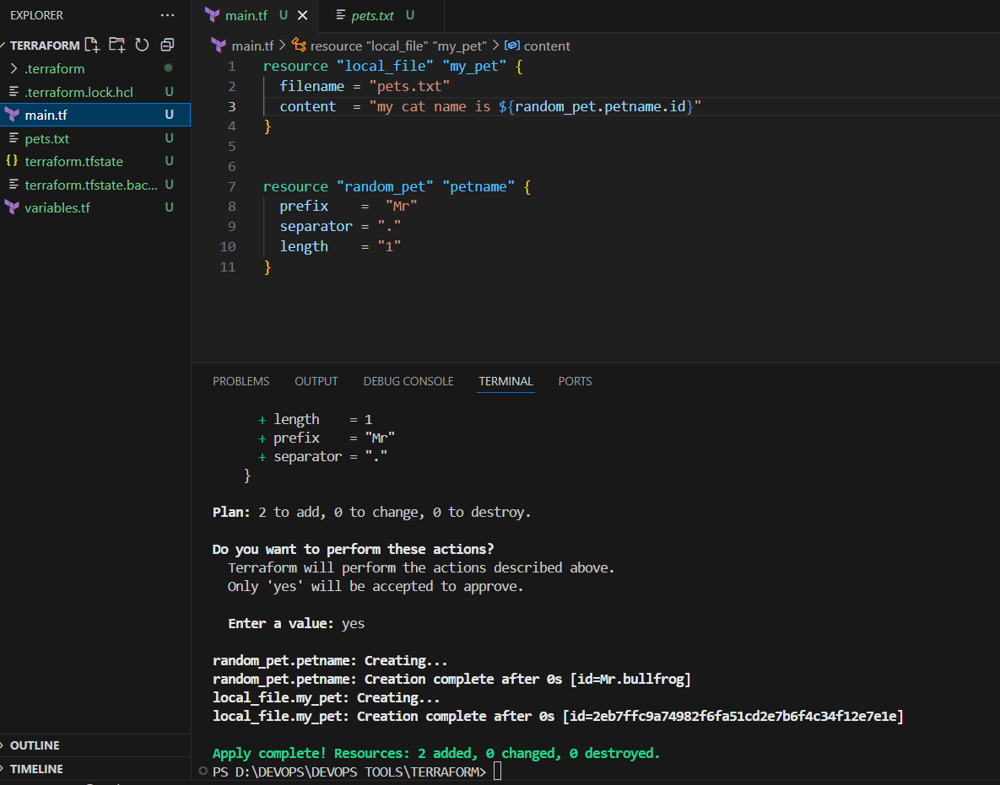 EXPLORER ...
TERRAFORM
.terraform
.terraform.lock.hcl U
main.tf U
pets.txt U
terraform.tfstate U
terraform.tfstate.bac... U
variables.tf U
OUTLINE
TIMELINE
main.tf U pets.txt U
main.tf > resource "local_file" "my_pet" > content
1 resource "local_file" "my_pet" {
2 filename = "pets.txt"
3 content = "my cat name is ${random_pet.petname.id}"
4 }
5
6
7 resource "random_pet" "petname" {
8 prefix = "Mr"
9 separator = "."
10 length = "1"
11 }
PROBLEMS OUTPUT DEBUG CONSOLE TERMINAL PORTS
+ length = 1
+ prefix = "Mr"
+ separator = "."
}
Plan: 2 to add, 0 to change, 0 to destroy.
Do you want to perform these actions?
Terraform will perform the actions described above.
Only 'yes' will be accepted to approve.
Enter a value: yes
random_pet.petname: Creating...
random_pet.petname: Creation complete after 0s [id=Mr.bullfrog]
local_file.my_pet: Creating...
local_file.my_pet: Creation complete after 0s [id=2eb7ffc9a74982f6fa51cd2e7b6f4c34f12e7e1e]
Apply complete! Resources: 2 added, 0 changed, 0 destroyed.
PS D:\DEVOPS\DEVOPS TOOLS\TERRAFORM>